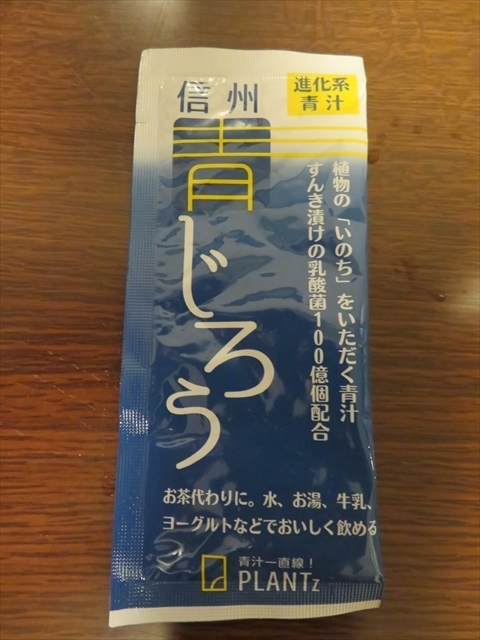 信州
進化系
青汁
青じろう
植物の「いのち」をいただく青汁
すんき漬けの乳酸菌100億個配合
お茶代わりに。水、お湯、牛乳、
ヨーグルトなどでおいしく飲める
青汁一直線！
PLANTz